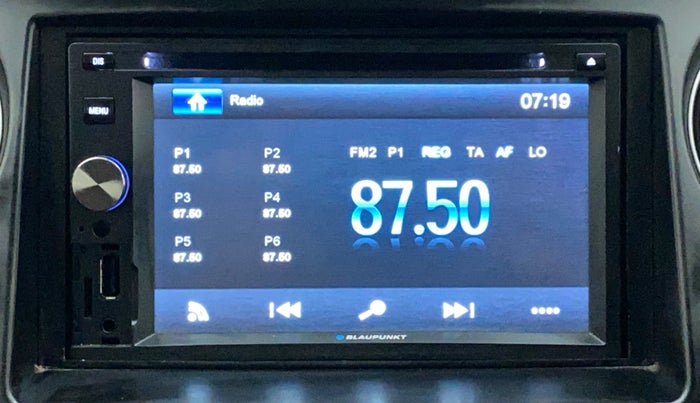 DIS
MENU
Radio
07:19
P1
87.50
P2
87.50
FM2 P1 REG TA AF LO
87.50
P3
87.50
P4
87.50
P5
87.50
P6
87.50
BLAUPUNKT